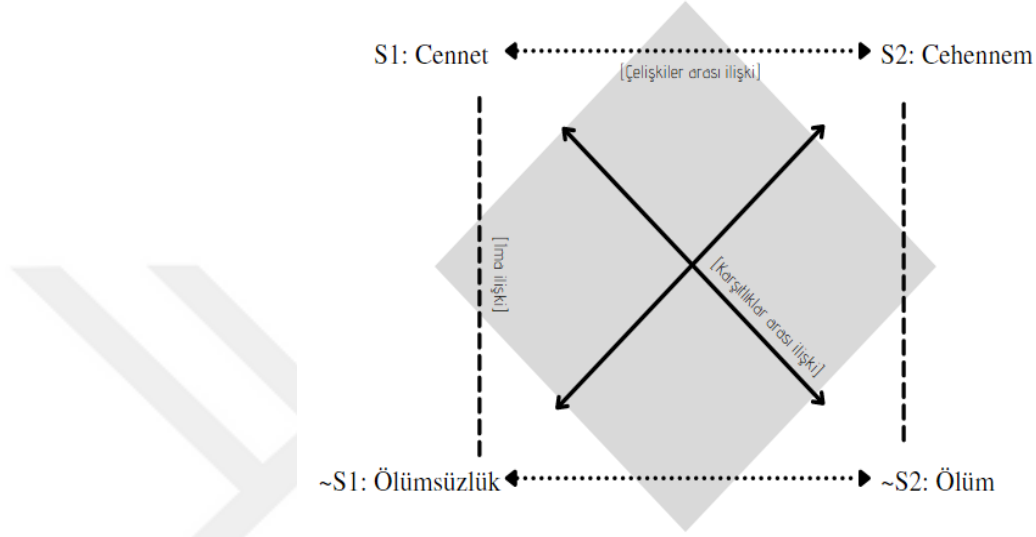 S1: Cennet
S2: Cehennem
[Çelişkiler arası ilişki]
[İma ilişki]
[Karşıtlıklar arası ilişki]
~S1: Ölümsüzlük
~S2: Ölüm